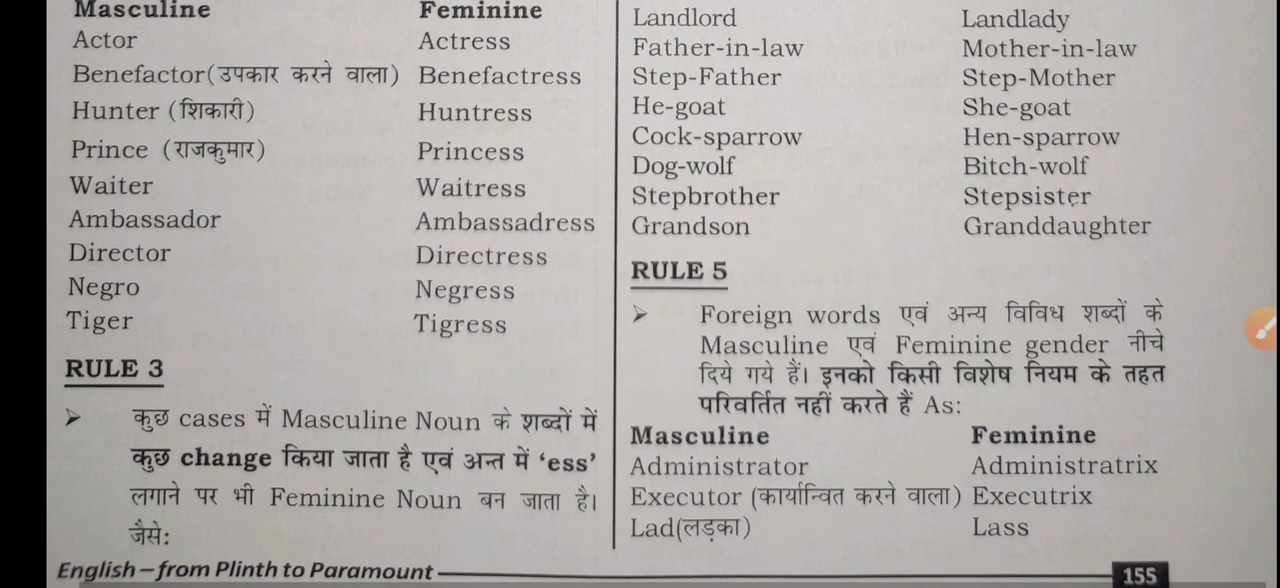 Masculine Feminine
Actor Actress
Benefactor(उपकार करने वाला) Benefactress
Hunter (शिकारी) Huntress
Prince (राजकुमार) Princess
Waiter Waitress
Ambassador Ambassadress
Director Directress
Negro Negress
Tiger Tigress
RULE 3
➢ कुछ cases में Masculine Noun के शब्दों में
कुछ change किया जाता है एवं अन्त में ‘ess’
लगाने पर भी Feminine Noun बन जाता है।
जैसे:
Landlord Landlady
Father-in-law Mother-in-law
Step-Father Step-Mother
He-goat She-goat
Cock-sparrow Hen-sparrow
Dog-wolf Bitch-wolf
Stepbrother Stepsister
Grandson Granddaughter
RULE 5
➢ Foreign words एवं अन्य विविध शब्दों के
Masculine एवं Feminine gender नीचे
दिये गये हैं। इनको किसी विशेष नियम के तहत
परिवर्तित नहीं करते हैं As:
Masculine Feminine
Administrator Administratrix
Executor (कार्यान्वित करने वाला) Executrix
Lad(लड़का) Lass
English – from Plinth to Paramount 155